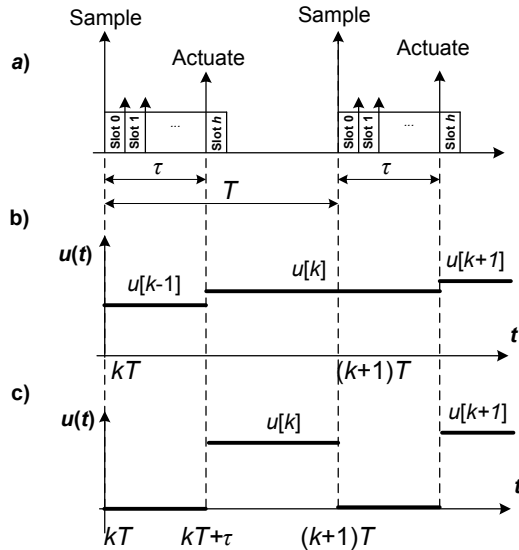 Sample
Sample
a)
Actuate
Actuate
Slot 0
Slot 1
...
Slot h
Slot 0
Slot 1
...
Slot h
τ
τ
T
b)
u(t)
u[k-1]
u[k]
u[k+1]
t
kT
(k+1)T
c)
u(t)
u[k]
u[k+1]
t
kT
kT+τ
(k+1)T